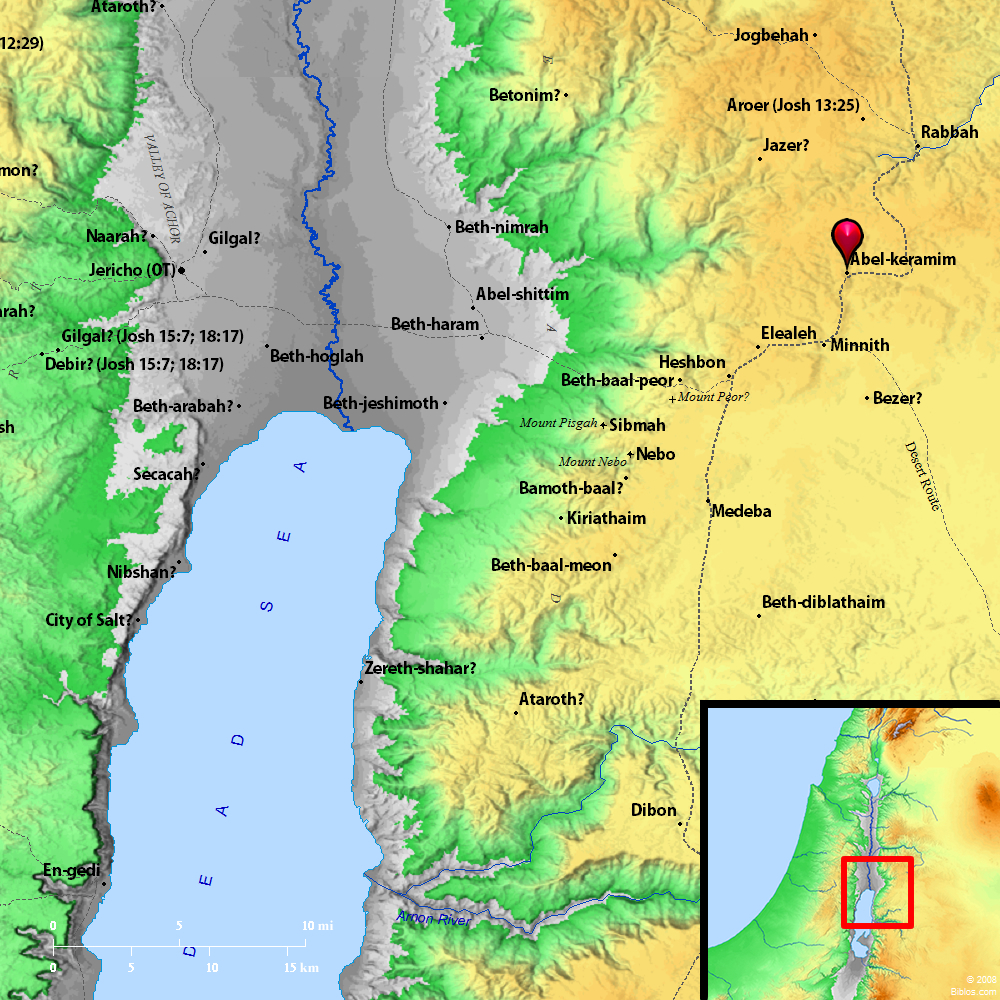 Ataroth?
12:29)
Jogbehah
E
Betonim?
Aroer (Josh 13:25)
Rabbah
VALLEY OF ACHOR
Jazer?
mon?
Naarah?
Gilgal?
Beth-nimrah
Jericho (OT)
Abel-keramim
arah?
Abel-shittim
Beth-haram
A
Gilgal? (Josh 15:7; 18:17)
Elealeh
Minnith
Beth-hoglah
Debir? (Josh 15:7; 18:17)
R
Heshbon
Beth-baal-peor
Mount Peor?
Beth-arabah?
Beth-jeshimoth
Bezer?
sh
Mount Pisgah
Sibmah
Nebo
Mount Nebo
Desert Route
Secacah?
Bamoth-baal?
Kiriathaim
Medeba
Nibshan?
Beth-baal-meon
D
Beth-diblathaim
City of Salt?
Zereth-shahar?
Ataroth?
DEAD SEA
Dibon
En-gedi
Arnon River
0 5 10 mi
0 5 10 15 km
© 2008
Biblos.com